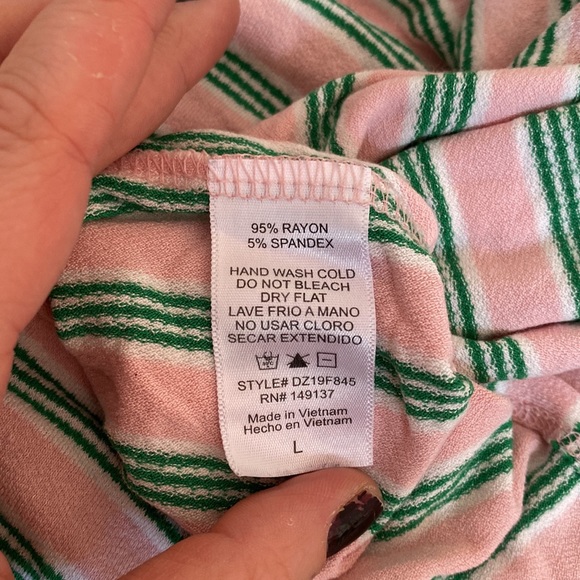 95% RAYON
5% SPANDEX
HAND WASH COLD
DO NOT BLEACH
DRY FLAT
LAVE FRIO A MANO
NO USAR CLORO
SECAR EXTENDIDO
STYLE# DZ19F845
RN# 149137
Made in Vietnam
Hecho en Vietnam
L